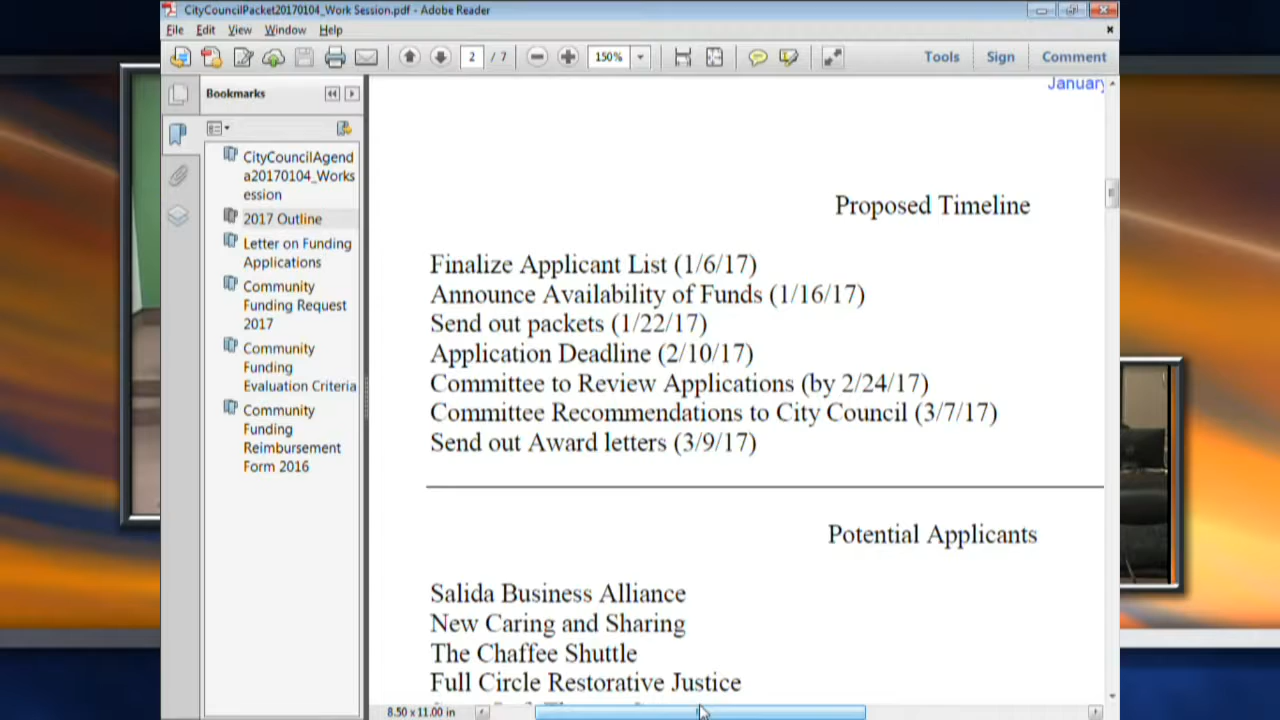 CityCouncilPacket20170104_Work Session.pdf - Adobe Reader
File Edit View Window Help
2 / 7 150% Tools Sign Comment
Bookmarks
January
CityCouncilAgend
a20170104_Works
ession
2017 Outline
Letter on Funding
Applications
Community
Funding Request
2017
Community
Funding
Evaluation Criteria
Community
Funding
Reimbursement
Form 2016
Proposed Timeline
Finalize Applicant List (1/6/17)
Announce Availability of Funds (1/16/17)
Send out packets (1/22/17)
Application Deadline (2/10/17)
Committee to Review Applications (by 2/24/17)
Committee Recommendations to City Council (3/7/17)
Send out Award letters (3/9/17)
Potential Applicants
Salida Business Alliance
New Caring and Sharing
The Chaffee Shuttle
Full Circle Restorative Justice
8.50 x 11.00 in